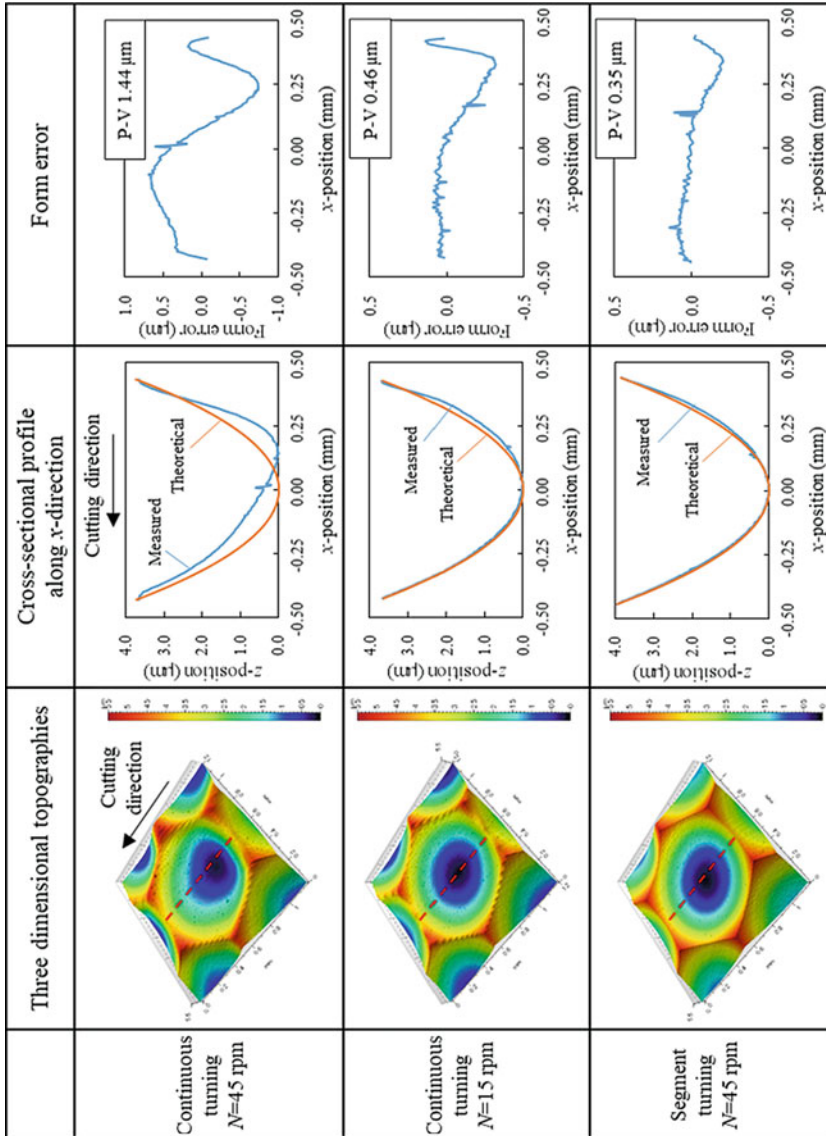 Three dimensional topographies
Cross-sectional profile
along x-direction
Form error
Continuous
turning
N=45 rpm
Cutting
direction
Cutting direction
z-position (μm)
4.0
3.0
2.0
1.0
0.0
Measured
Theoretical
-0.50
-0.25
0.00
0.25
0.50
x-position (mm)
Form error (μm)
1.0
0.5
0.0
-0.5
-1.0
P-V 1.44 μm
-0.50
-0.25
0.00
0.25
0.50
x-position (mm)
Continuous
turning
N=15 rpm
z-position (μm)
4.0
3.0
2.0
1.0
0.0
Measured
Theoretical
-0.50
-0.25
0.00
0.25
0.50
x-position (mm)
Form error (μm)
0.5
0.0
-0.5
P-V 0.46 μm
-0.50
-0.25
0.00
0.25
0.50
x-position (mm)
Segment
turning
N=45 rpm
z-position (μm)
4.0
3.0
2.0
1.0
0.0
Measured
Theoretical
-0.50
-0.25
0.00
0.25
0.50
x-position (mm)
Form error (μm)
0.5
0.0
-0.5
P-V 0.35 μm
-0.50
-0.25
0.00
0.25
0.50
x-position (mm)